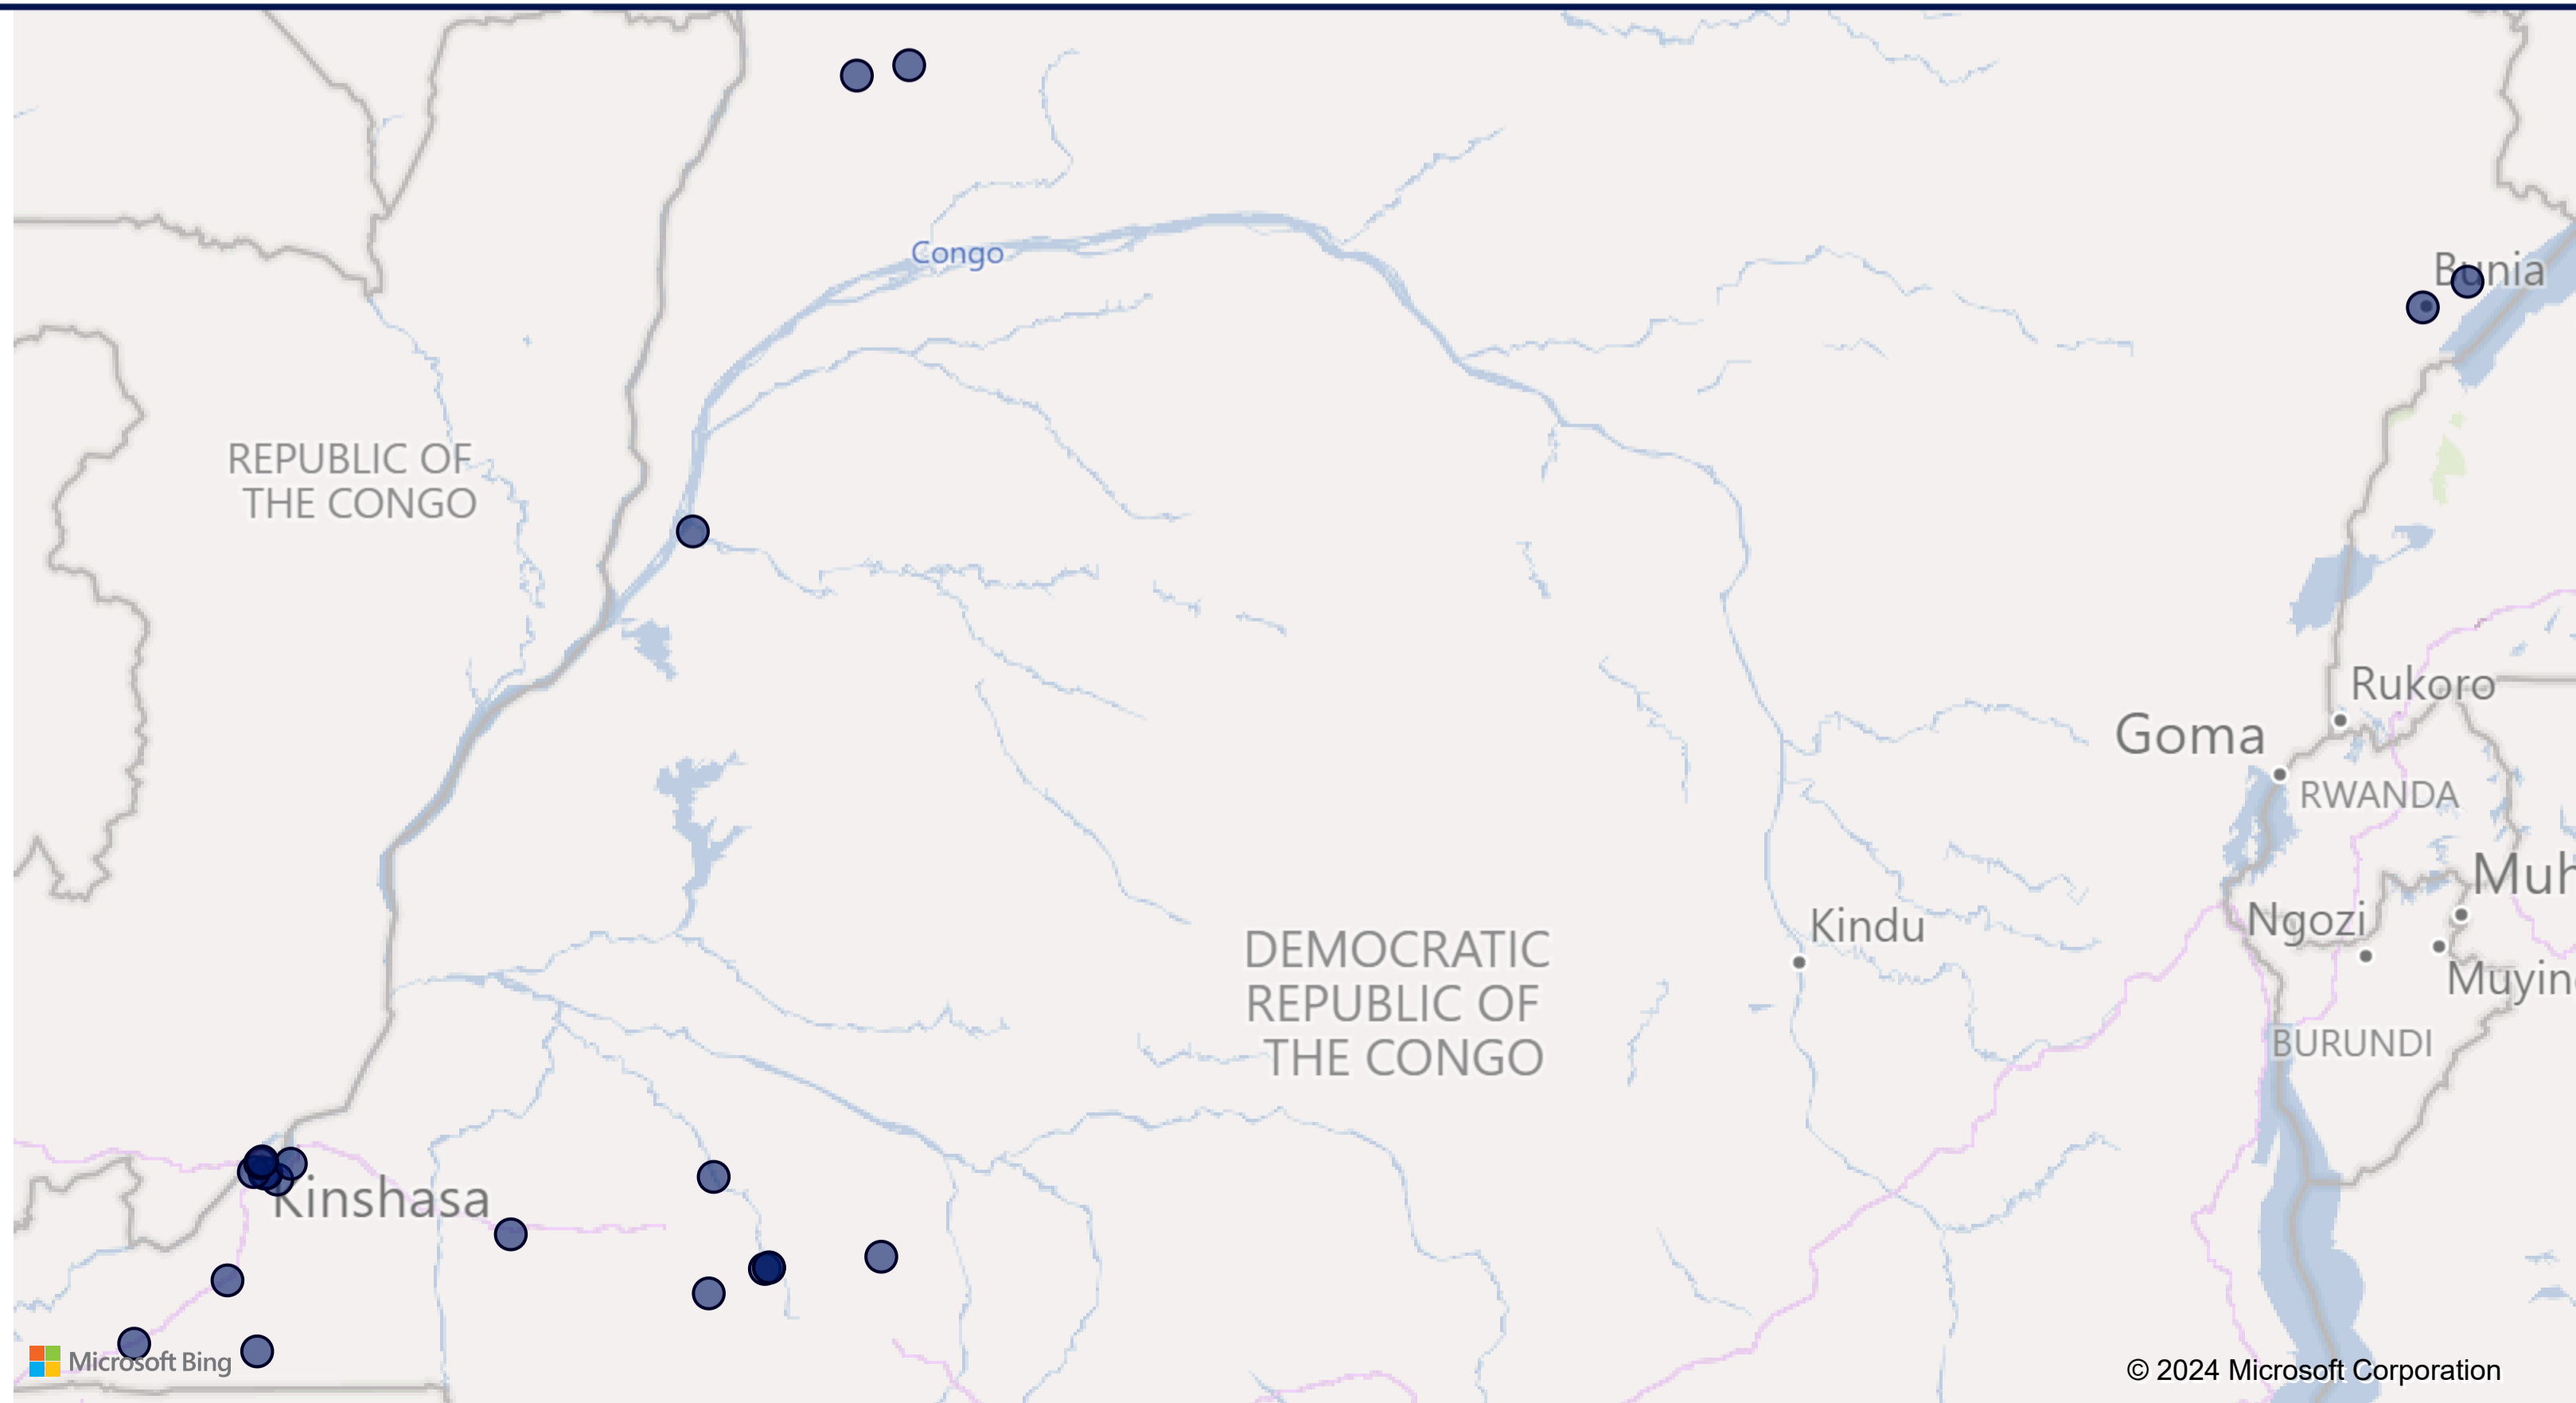 Congo
Bunia
REPUBLIC OF
THE CONGO
Rukoro
Goma
RWANDA
Muh
Ngozi
Kindu
DEMOCRATIC
REPUBLIC OF
THE CONGO
Muyin
BURUNDI
Kinshasa
Microsoft Bing
© 2024 Microsoft Corporation